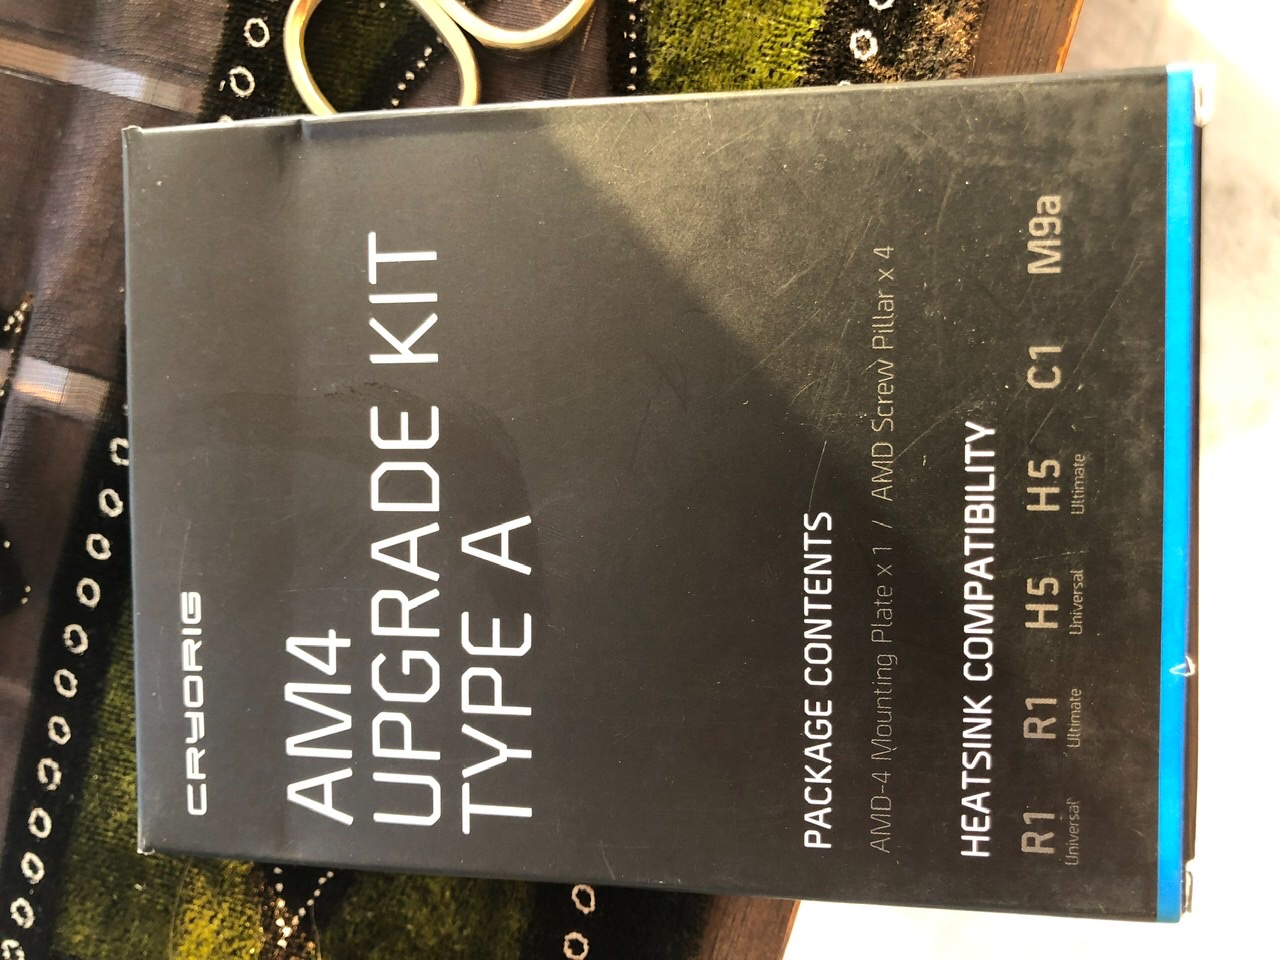 CRYORIG
AM4
UPGRADE KIT
TYPE A
PACKAGE CONTENTS
AMD-4 Mounting Plate x 1 / AMD Screw Pillar x 4
HEATSINK COMPATIBILITY
R1 R1 H5 H5 C1 M9a
Universal Ultimate Universal Ultimate